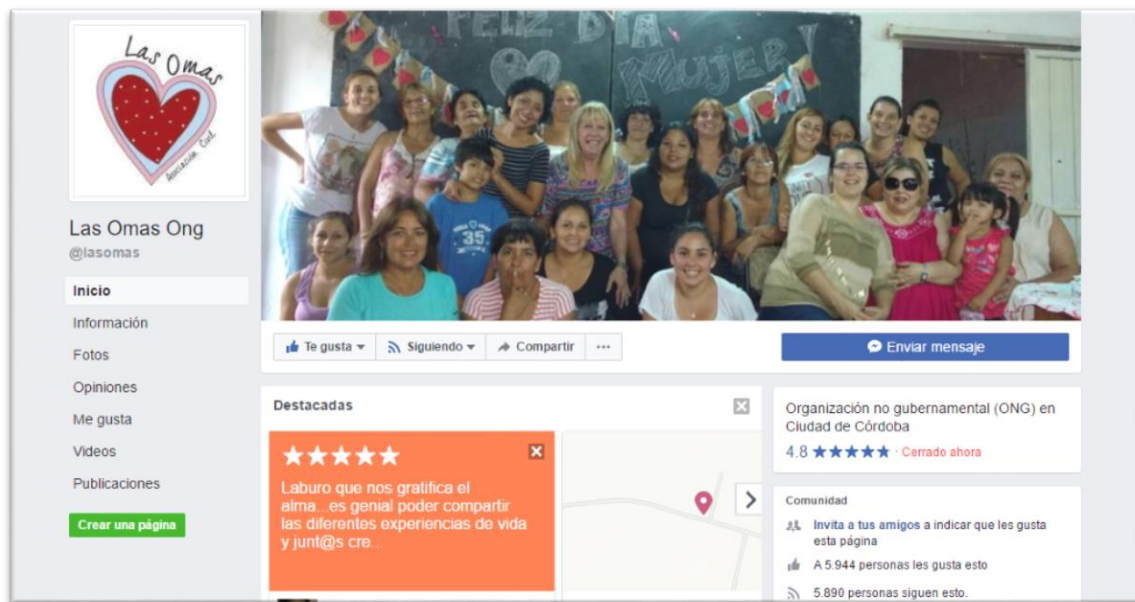 Las Omas
Asociación Civil
FELIZ DIA
MUJER!
35
Las Omas Ong
@lasomas
Inicio
Información
Fotos
Opiniones
Me gusta
Videos
Publicaciones
Crear una página
Te gusta
Siguiendo
Compartir
Enviar mensaje
Destacadas
Laburo que nos gratifica el
alma...es genial poder compartir
las diferentes experiencias de vida
y junt@s cre...
Organización no gubernamental (ONG) en
Ciudad de Córdoba
4.8 ★★★★★ · Cerrado ahora
Comunidad
Invita a tus amigos a indicar que les gusta
esta página
A 5.944 personas les gusta esto
5.890 personas siguen esto.